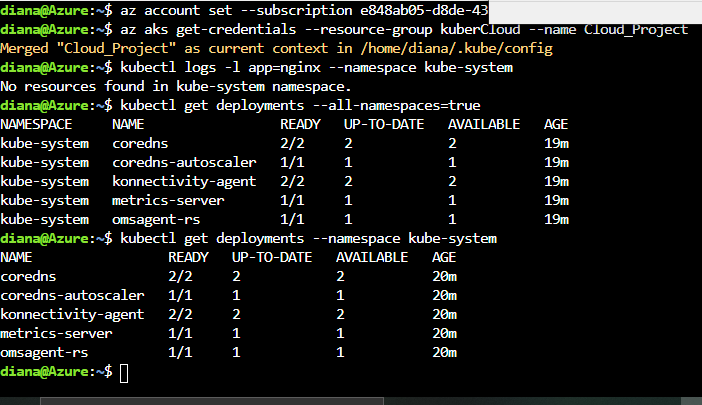 diana@Azure:~$ az account set --subscription e848ab05-d8de-43
diana@Azure:~$ az aks get-credentials --resource-group kuberCloud --name Cloud_Project
Merged "Cloud_Project" as current context in /home/diana/.kube/config
diana@Azure:~$ kubectl logs -l app=nginx --namespace kube-system
No resources found in kube-system namespace.
diana@Azure:~$ kubectl get deployments --all-namespaces=true
NAMESPACE NAME READY UP-TO-DATE AVAILABLE AGE
kube-system coredns 2/2 2 2 19m
kube-system coredns-autoscaler 1/1 1 1 19m
kube-system konnectivity-agent 2/2 2 2 19m
kube-system metrics-server 1/1 1 1 19m
kube-system omsagent-rs 1/1 1 1 19m
diana@Azure:~$ kubectl get deployments --namespace kube-system
NAME READY UP-TO-DATE AVAILABLE AGE
coredns 2/2 2 2 20m
coredns-autoscaler 1/1 1 1 20m
konnectivity-agent 2/2 2 2 20m
metrics-server 1/1 1 1 20m
omsagent-rs 1/1 1 1 20m
diana@Azure:~$